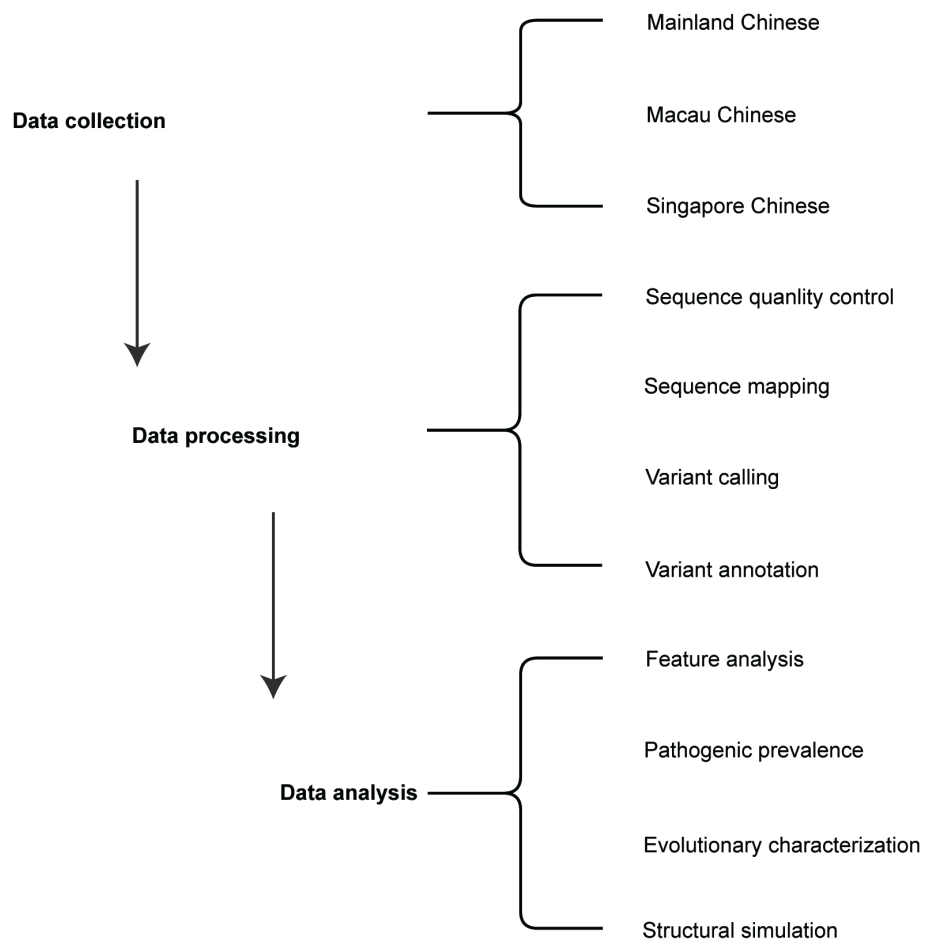 Data collection
Mainland Chinese
Macau Chinese
Singapore Chinese
Data processing
Sequence quanlity control
Sequence mapping
Variant calling
Variant annotation
Data analysis
Feature analysis
Pathogenic prevalence
Evolutionary characterization
Structural simulation